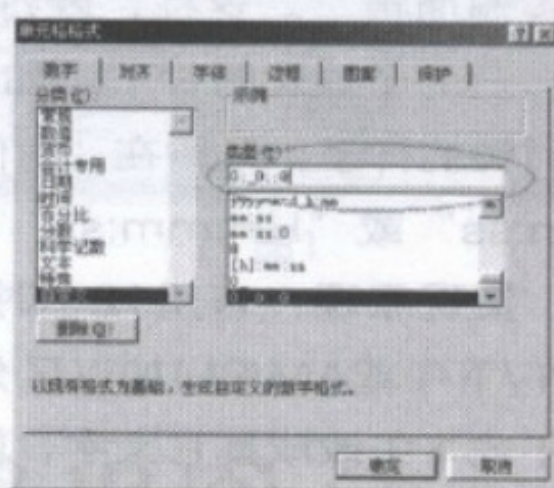 单元格格式
数字 对齐 字体 边框 图案 保护
分类(C)
示例
常规
数值
货币
会计专用
日期
时间
百分比
分数
科学记数
文本
特殊
自定义
类型(T)
mm:ss
mm:ss.0
@
[h]:mm:ss
删除(D)
以现有格式为基础,生成自定义的数字格式。
确定 取消